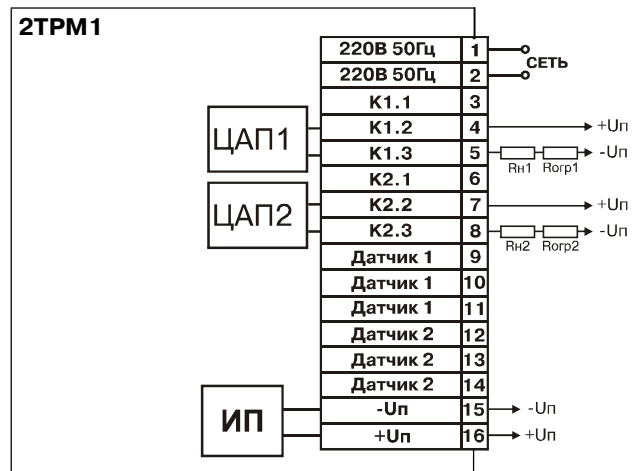 2ТРМ1
220В 50Гц 1
220В 50Гц 2
СЕТЬ
К1.1 3
ЦАП1 К1.2 4 +Uп
К1.3 5 -Uп
Rн1 Rогр1
К2.1 6
ЦАП2 К2.2 7 +Uп
К2.3 8 -Uп
Rн2 Rогр2
Датчик 1 9
Датчик 1 10
Датчик 1 11
Датчик 2 12
Датчик 2 13
Датчик 2 14
ИП -Uп 15 -Uп
+Uп 16 +Uп